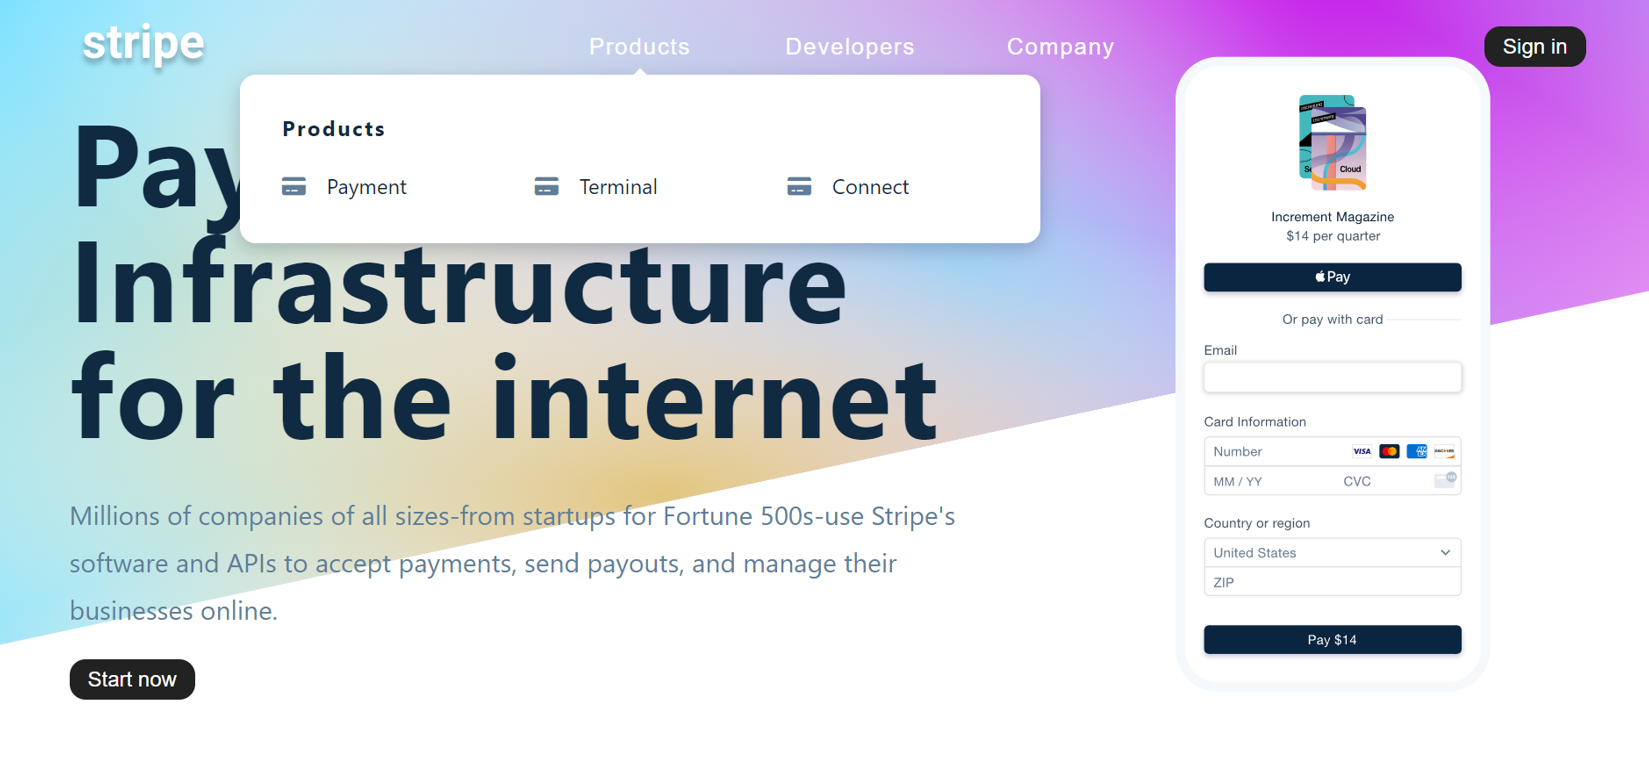 stripe
Products
Developers
Company
Sign in
Products
Payment
Terminal
Connect
Pay
Infrastructure
for the internet
Millions of companies of all sizes-from startups for Fortune 500s-use Stripe's
software and APIs to accept payments, send payouts, and manage their
businesses online.
Start now
Cloud
Increment Magazine
$14 per quarter
Pay
Or pay with card
Email
Card Information
Number
VISA
MM / YY
CVC
Country or region
United States
ZIP
Pay $14